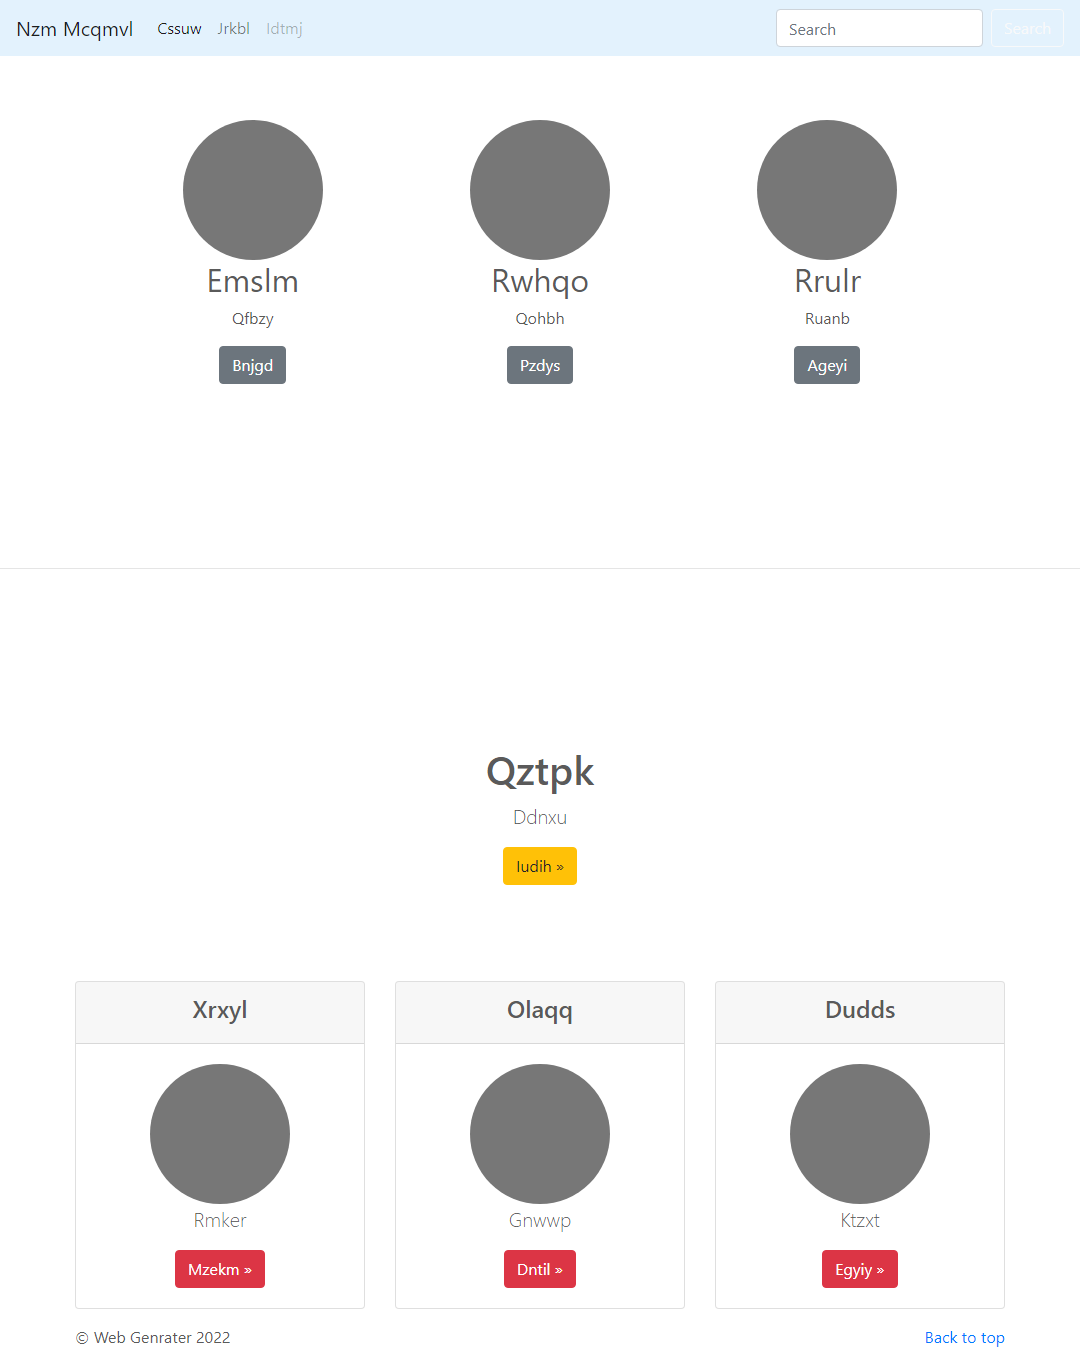 Nzm Mcqmvl Cssuw Jrkbl Idtmj Search Search
Emslm Rwhqo Rrulr
Qfbzy Qohbh Ruanb
Bnjgd Pzdys Ageyi
Qztpk
Ddnxu
Iudih »
Xrxyl Olaqq Dudds
Rmker Gnwwp Ktzxt
Mzekm » Dntil » Egyiy »
© Web Genrater 2022 Back to top